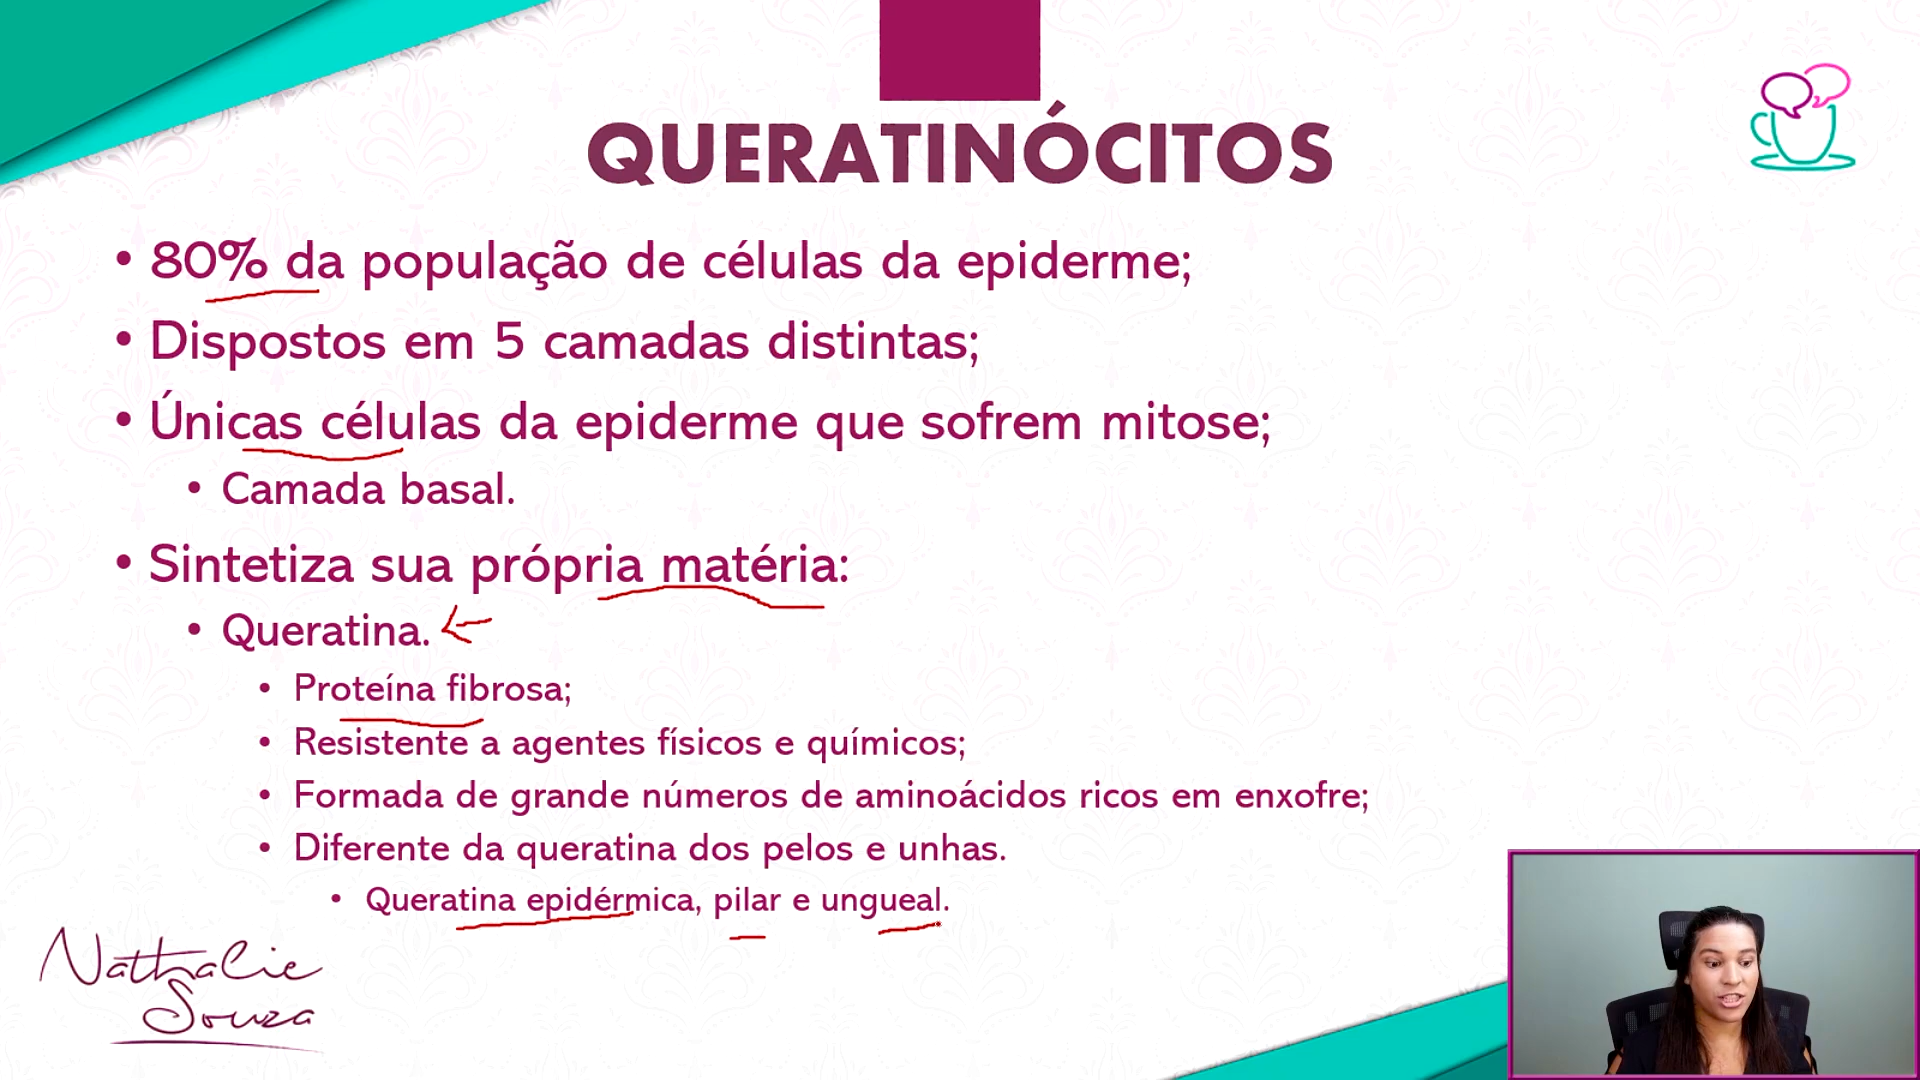 QUERATINÓCITOS
• 80% da população de células da epiderme;
• Dispostos em 5 camadas distintas;
• Únicas células da epiderme que sofrem mitose;
• Camada basal.
• Sintetiza sua própria matéria:
• Queratina.
• Proteína fibrosa;
• Resistente a agentes físicos e químicos;
• Formada de grande números de aminoácidos ricos em enxofre;
• Diferente da queratina dos pelos e unhas.
• Queratina epidérmica, pilar e ungueal.
Nathalie
Souza